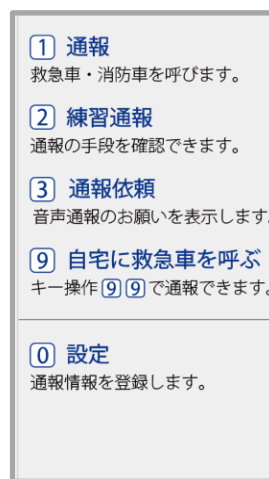 1 通報
救急車・消防車を呼びます。
2 練習通報
通報の手段を確認できます。
3 通報依頼
音声通報のお願いを表示します。
9 自宅に救急車を呼ぶ
キー操作99で通報できます。
0 設定
通報情報を登録します。